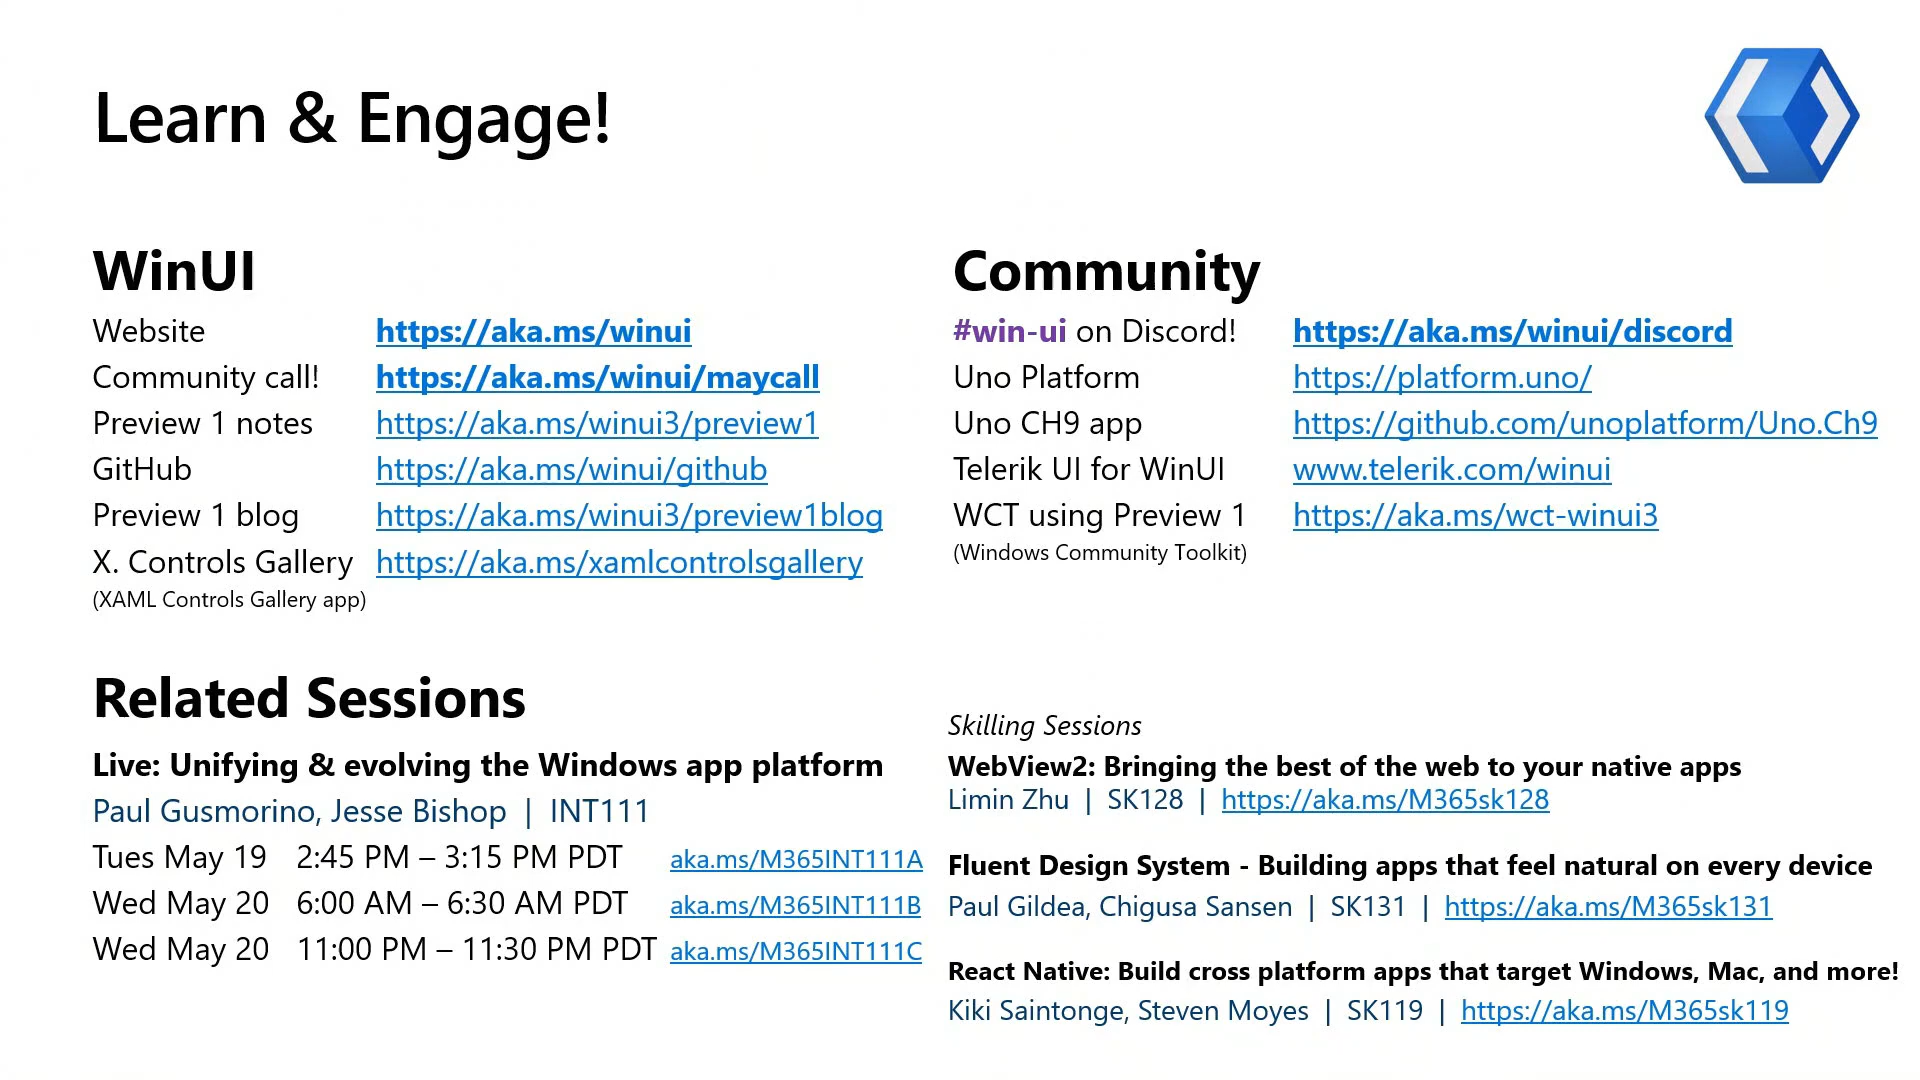 Learn & Engage!
WinUI
Website https://aka.ms/winui
Community call! https://aka.ms/winui/maycall
Preview 1 notes https://aka.ms/winui3/preview1
GitHub https://aka.ms/winui/github
Preview 1 blog https://aka.ms/winui3/preview1blog
X. Controls Gallery https://aka.ms/xamlcontrolsgallery
(XAML Controls Gallery app)
Community
#win-ui on Discord! https://aka.ms/winui/discord
Uno Platform https://platform.uno/
Uno CH9 app https://github.com/unoplatform/Uno.Ch9
Telerik UI for WinUI www.telerik.com/winui
WCT using Preview 1 https://aka.ms/wct-winui3
(Windows Community Toolkit)
Related Sessions
Live: Unifying & evolving the Windows app platform
Paul Gusmorino, Jesse Bishop | INT111
Tues May 19 2:45 PM – 3:15 PM PDT aka.ms/M365INT111A
Wed May 20 6:00 AM – 6:30 AM PDT aka.ms/M365INT111B
Wed May 20 11:00 PM – 11:30 PM PDT aka.ms/M365INT111C
Skilling Sessions
WebView2: Bringing the best of the web to your native apps
Limin Zhu | SK128 | https://aka.ms/M365sk128
Fluent Design System - Building apps that feel natural on every device
Paul Gildea, Chigusa Sansen | SK131 | https://aka.ms/M365sk131
React Native: Build cross platform apps that target Windows, Mac, and more!
Kiki Saintonge, Steven Moyes | SK119 | https://aka.ms/M365sk119